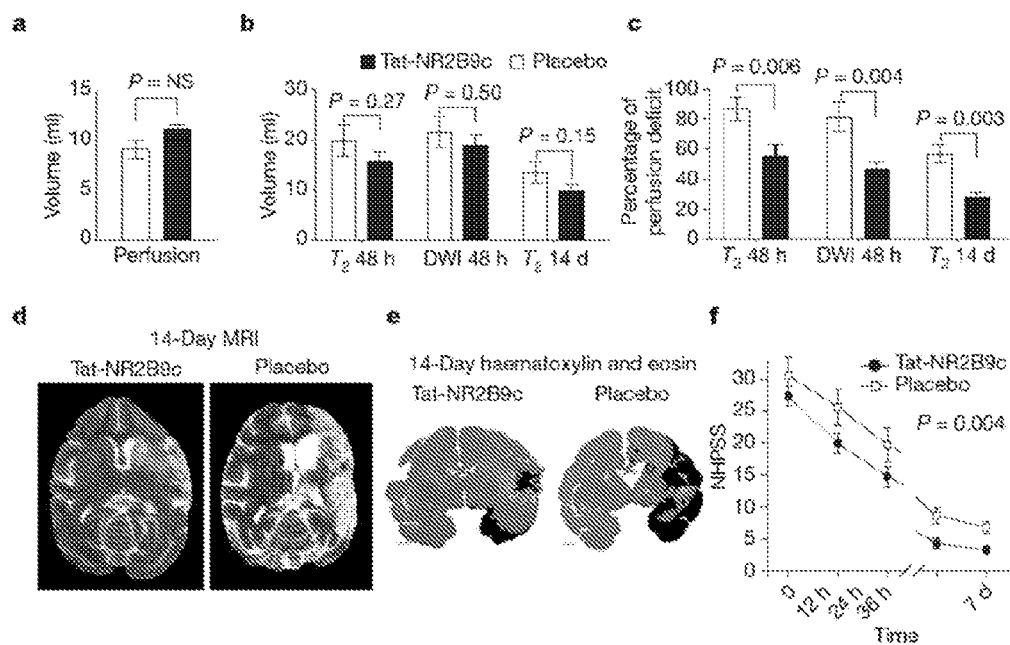 a
P = NS
15
10
5
0
Volume (ml)
Perfusion
b
Tat-NR2B9c Placebo
30
20
10
0
Volume (ml)
P = 0.27
P = 0.50
P = 0.15
T2 48 h DWI 48 h T2 14 d
c
P = 0.006
P = 0.004
P = 0.003
100
80
60
40
20
0
Percentage of
perfusion deficit
T2 48 h DWI 48 h T2 14 d
d
14-Day MRI
Tat-NR2B9c Placebo
e
14-Day haematoxylin and eosin
Tat-NR2B9c Placebo
f
Tat-NR2B9c
Placebo
P = 0.004
30
25
20
15
10
5
0
NHPSS
0 12 h 24 h 36 h 7 d
Time